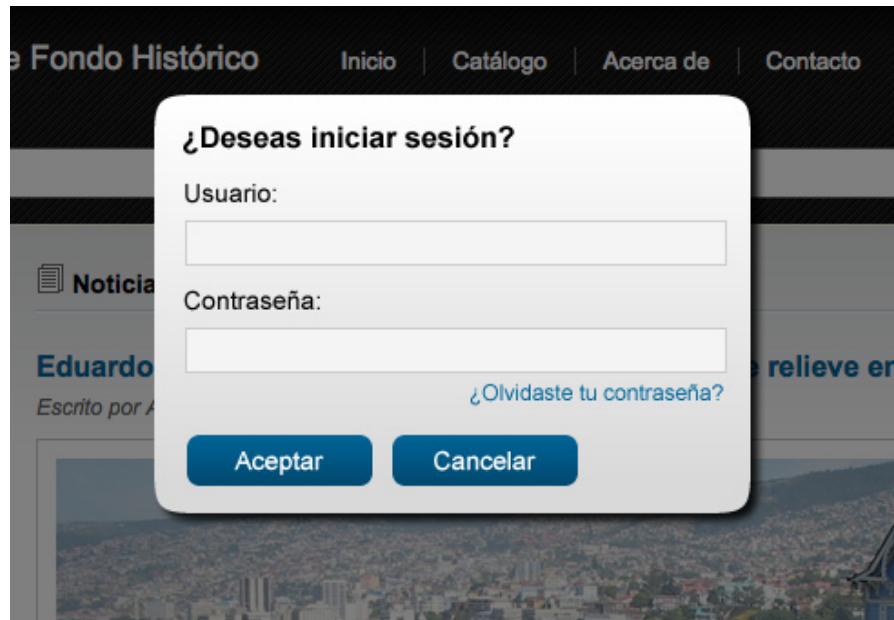 Fondo Histórico
Inicio
Catálogo
Acerca de
Contacto
¿Deseas iniciar sesión?
Usuario:
Noticia
Contraseña:
Eduardo
relieve
¿Olvidaste tu contraseña?
Escrito por
Aceptar
Cancelar